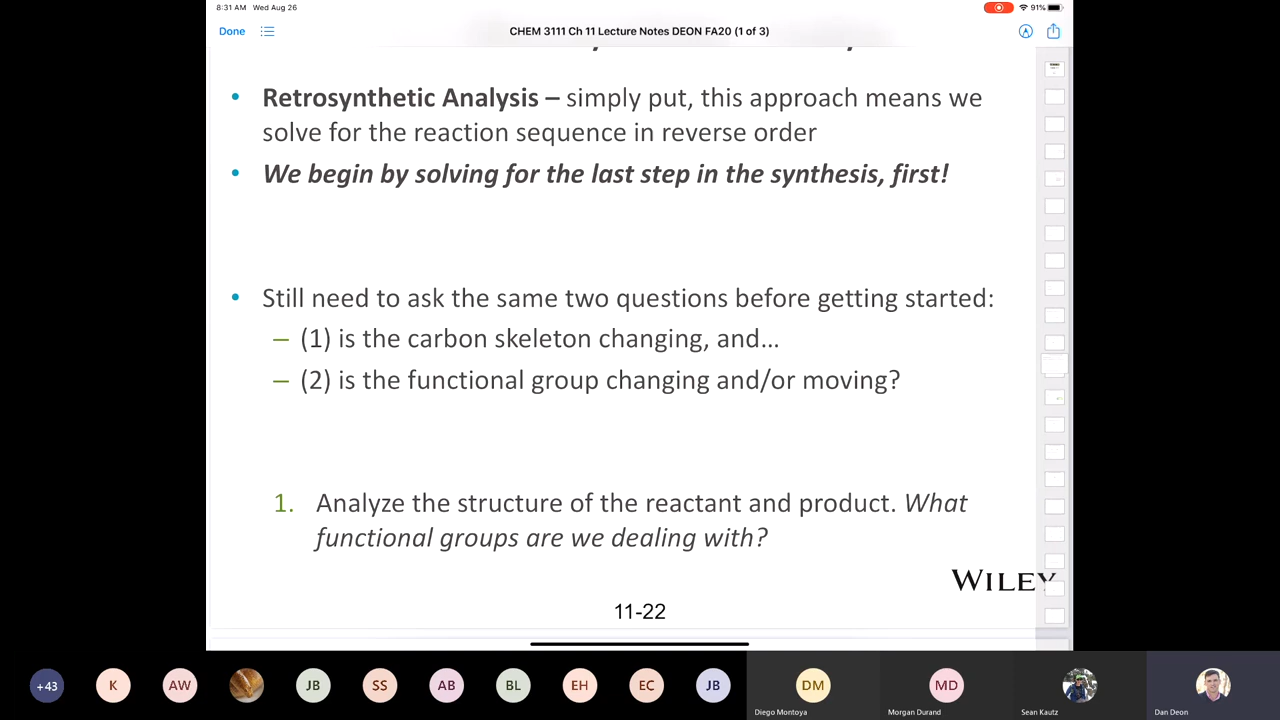 8:31 AM Wed Aug 26
91%
Done
CHEM 3111 Ch 11 Lecture Notes DEON FA20 (1 of 3)
• Retrosynthetic Analysis – simply put, this approach means we
solve for the reaction sequence in reverse order
• We begin by solving for the last step in the synthesis, first!
• Still need to ask the same two questions before getting started:
– (1) is the carbon skeleton changing, and…
– (2) is the functional group changing and/or moving?
1. Analyze the structure of the reactant and product. What
functional groups are we dealing with?
WILEY
11-22
+43 K AW JB SS AB BL EH EC JB DM MD
Diego Montoya Morgan Durand Sean Kautz Dan Deon